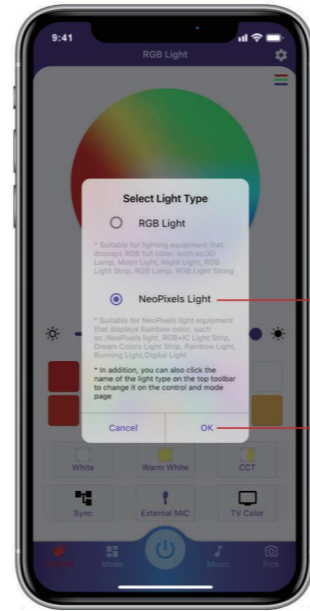 9:41
RGB Light
Select Light Type
RGB Light
* Suitable for lighting equipment that
displays RGB full color, such as:3D
Lamp, Moon Light, Night Light, RGB
Light Strip, RGB Lamp, RGB Light String
NeoPixels Light
* Suitable for NeoPixels light equipment
that displays Rainbow color, such
as :NeoPixels light, RGB+IC Light Strip,
Dream Colors Light Strip, Rainbow Light,
Running Light,Digital Light
* In addition, you can also click the
name of the light type on the top toolbar
to change it on the control and mode
page
Cancel OK
White Warm White CCT
Sync External MIC TV Color
Mode Music Pick